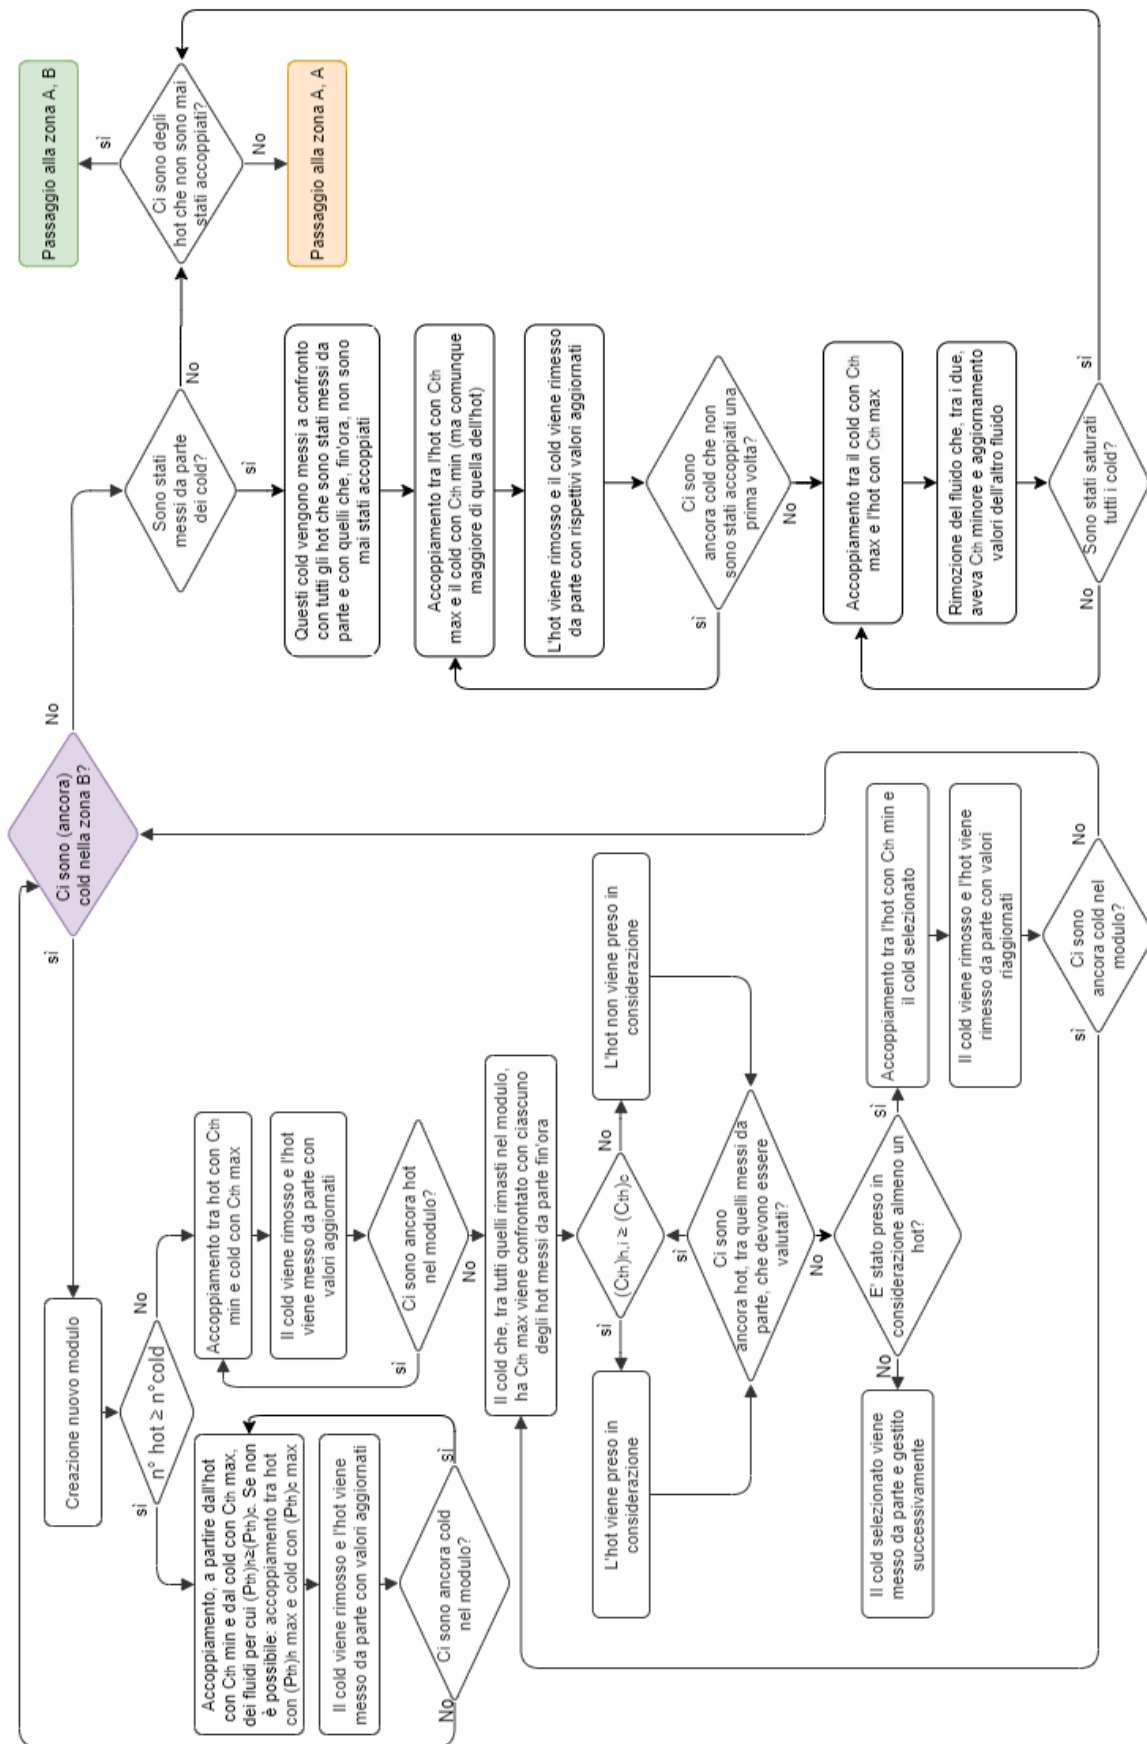 Ci sono (ancora)
cold nella zona B?
sì
No
Creazione nuovo modulo
n° hot ≥ n°cold
sì
No
Accoppiamento, a partire dall'hot
con Cth min e dal cold con Cth max,
dei fluidi per cui (Pth)h≥(Pth)c. Se non
è possibile: accoppiamento tra hot
con (Pth)h max e cold con (Pth)c max
Il cold viene rimosso e l'hot viene
messo da parte con valori aggiornati
Ci sono ancora cold
nel modulo?
sì
No
Accoppiamento tra hot con Cth
min e cold con Cth max
Il cold viene rimosso e l'hot
viene messo da parte con
valori aggiornati
Ci sono ancora hot
nel modulo?
sì
No
Il cold che, tra tutti quelli rimasti nel modulo,
ha Cth max viene confrontato con ciascuno
degli hot messi da parte fin'ora
(Cth)h,i ≥ (Cth)c
sì
No
L'hot viene preso in
considerazione
L'hot non viene preso in
considerazione
Ci sono
ancora hot, tra quelli messi da
parte, che devono essere
valutati?
sì
No
E' stato preso in
considerazione almeno un
hot?
No
sì
Il cold selezionato viene
messo da parte e gestito
successivamente
Accoppiamento tra l'hot con Cth min e
il cold selezionato
Il cold viene rimosso e l'hot viene
rimesso da parte con valori
riaggiornati
Ci sono
ancora cold nel
modulo?
sì
No
Sono stati
messi da parte
dei cold?
sì
No
Questi cold vengono messi a confronto
con tutti gli hot che sono stati messi da
parte e con quelli che, fin'ora, non sono
mai stati accoppiati
Accoppiamento tra l'hot con Cth
max e il cold con Cth min (ma comunque
maggiore di quella dell'hot)
L'hot viene rimosso e il cold viene rimesso
da parte con rispettivi valori aggiornati
Ci sono
ancora cold che non
sono stati accoppiati una
prima volta?
sì
No
Accoppiamento tra il cold con Cth
max e l'hot con Cth max
Rimozione del fluido che, tra i due,
aveva Cth minore e aggiornamento
valori dell'altro fluido
Sono stati saturati
tutti i cold?
No
sì
Ci sono degli
hot che non sono mai
stati accoppiati?
sì
No
Passaggio alla zona A, B
Passaggio alla zona A, A